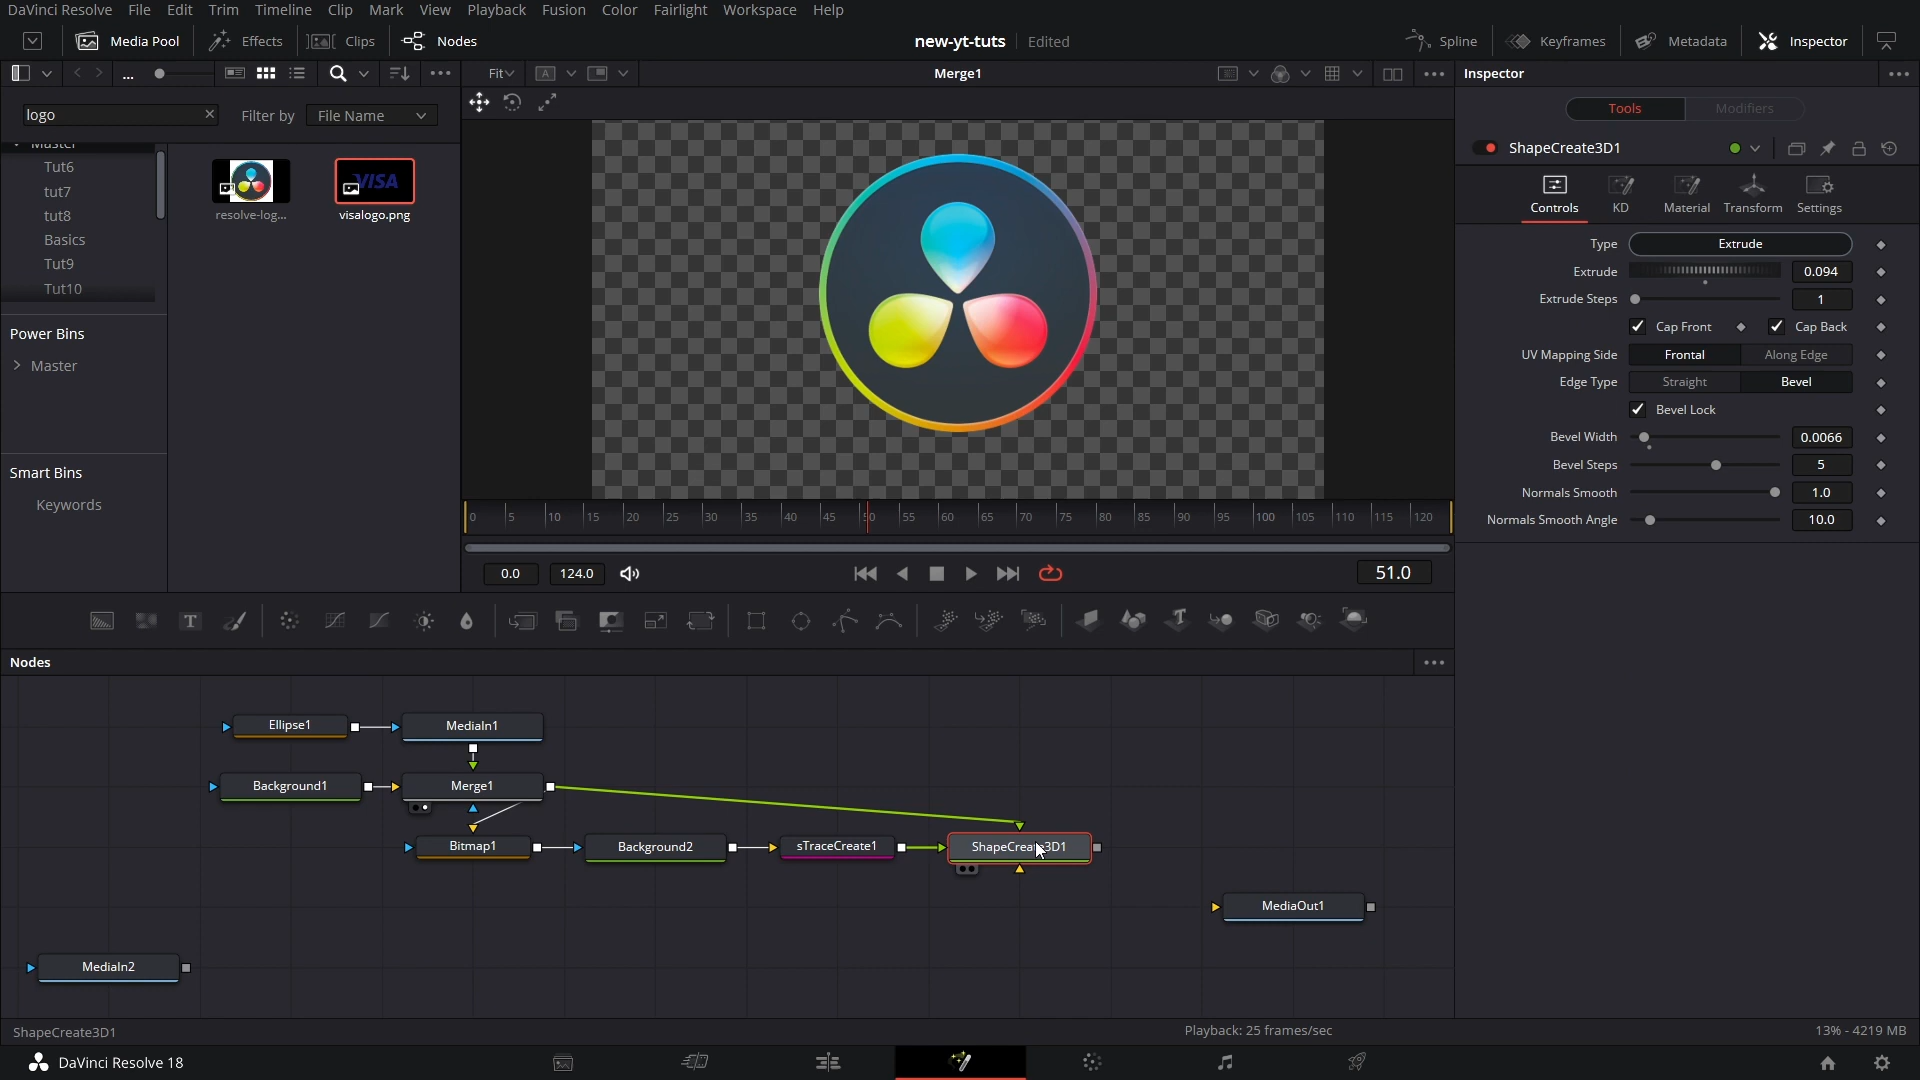 DaVinci Resolve File Edit Trim Timeline Clip Mark View Playback Fusion Color Fairlight Workspace Help
Media Pool Effects Clips Nodes new-yt-tuts Edited Spline Keyframes Metadata Inspector
... Fit A Merge1 Inspector
logo Filter by File Name Tools Modifiers
Master
Tut6
tut7
tut8
Basics
Tut9
Tut10
VISA
resolve-log... visalogo.png
ShapeCreate3D1
Controls KD Material Transform Settings
Type Extrude
Extrude 0.094
Extrude Steps 1
Cap Front Cap Back
UV Mapping Side Frontal Along Edge
Edge Type Straight Bevel
Bevel Lock
Bevel Width 0.0066
Bevel Steps 5
Normals Smooth 1.0
Normals Smooth Angle 10.0
Power Bins
Master
Smart Bins
Keywords
0 5 10 15 20 25 30 35 40 45 50 55 60 65 70 75 80 85 90 95 100 105 110 115 120
0.0 124.0 51.0
T T
Nodes
Ellipse1 MediaIn1
Background1 Merge1
Bitmap1 Background2 sTraceCreate1 ShapeCreate3D1
MediaOut1
MediaIn2
ShapeCreate3D1 Playback: 25 frames/sec 13% - 4219 MB
DaVinci Resolve 18